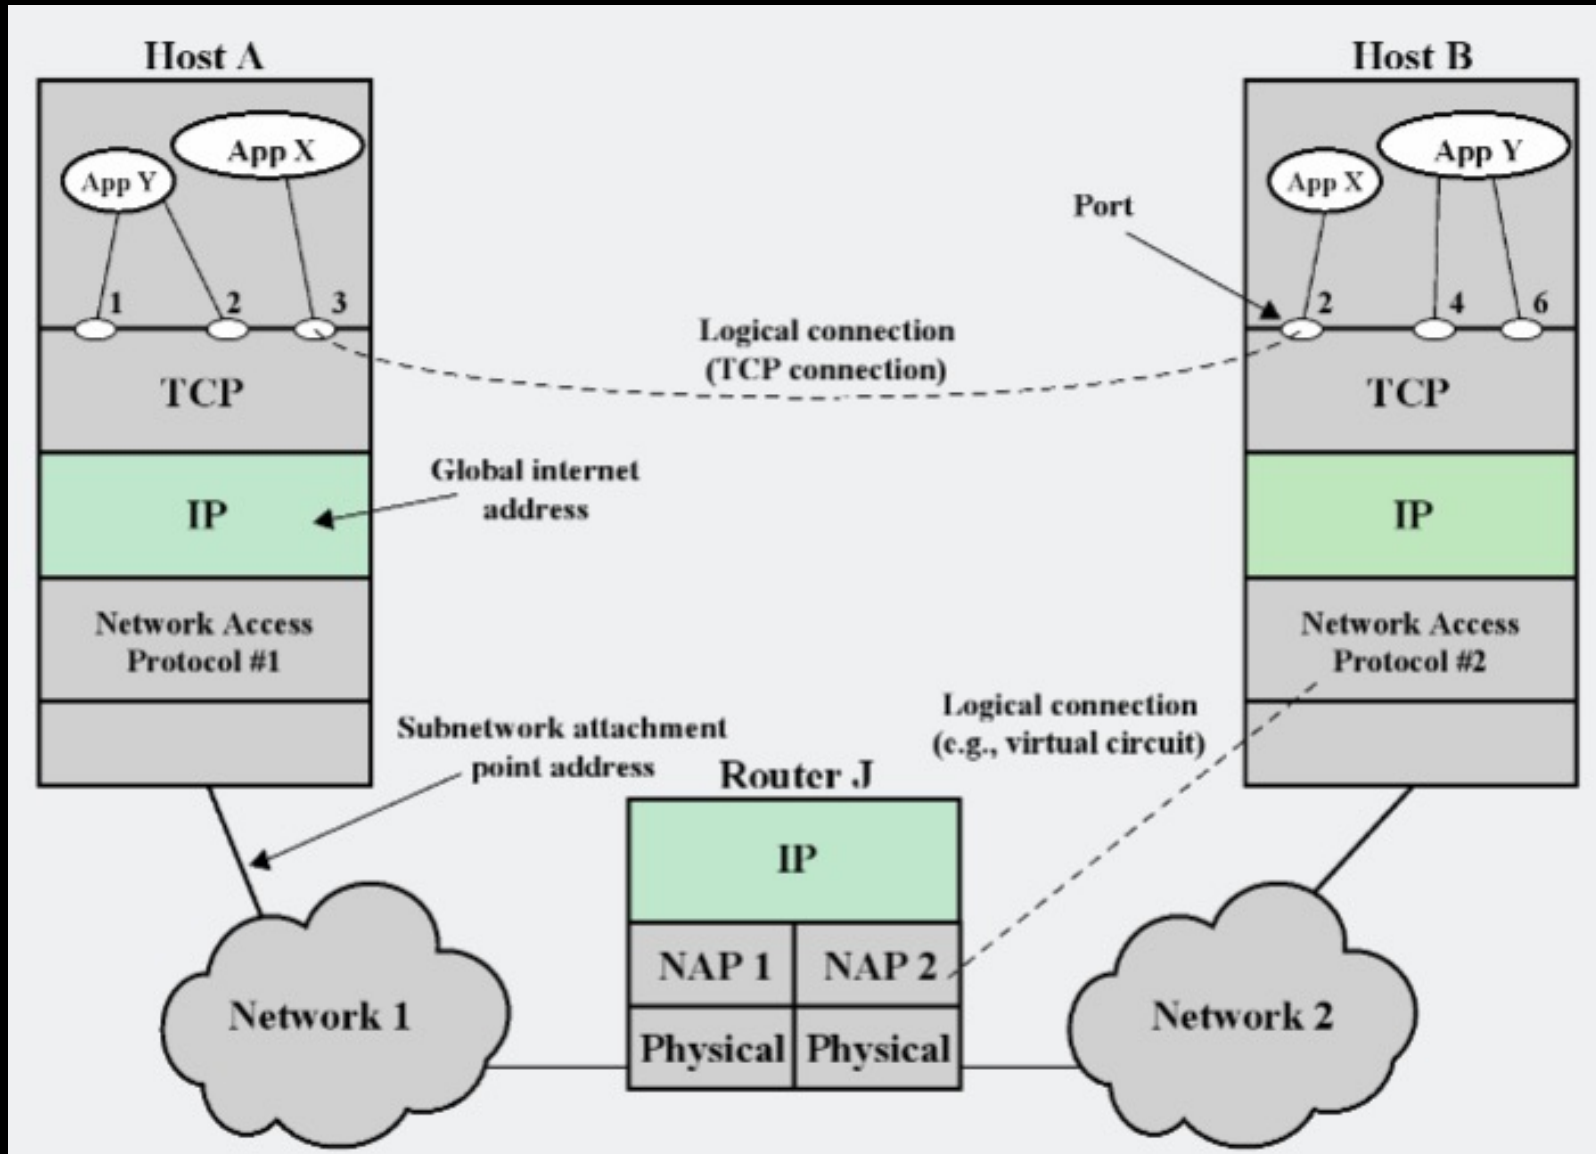 Host A
Host B
App X
App Y
App Y
App X
Port
1
2
3
2
4
6
Logical connection
(TCP connection)
TCP
TCP
Global internet
address
IP
IP
Network Access
Protocol #1
Network Access
Protocol #2
Logical connection
(e.g., virtual circuit)
Subnetwork attachment
point address
Router J
IP
NAP 1
NAP 2
Network 1
Network 2
Physical
Physical